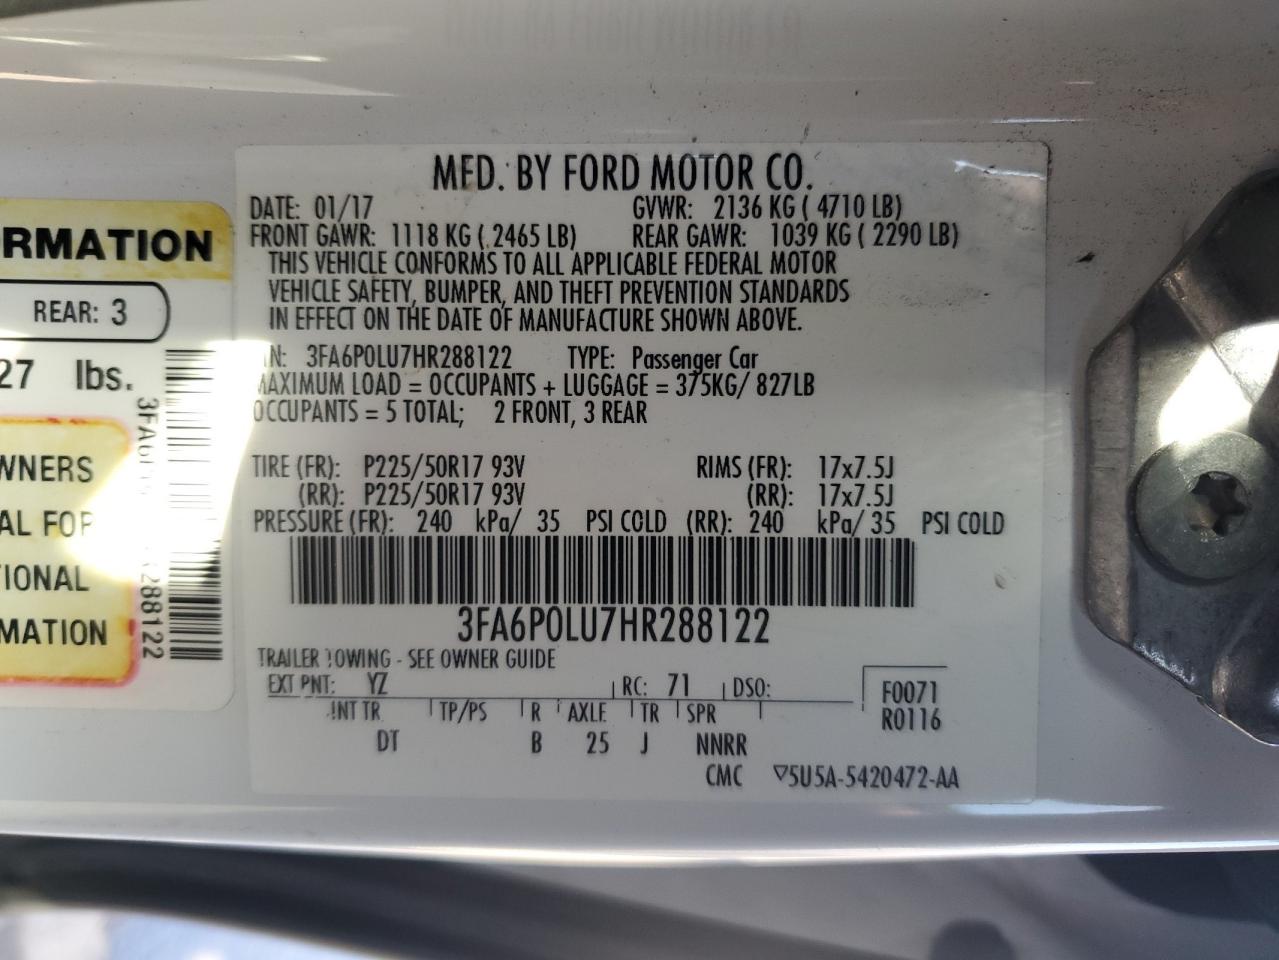 MFD. BY FORD MOTOR CO.
DATE: 01/17 GVWR: 2136 KG ( 4710 LB)
FRONT GAWR: 1118 KG ( 2465 LB) REAR GAWR: 1039 KG ( 2290 LB)
THIS VEHICLE CONFORMS TO ALL APPLICABLE FEDERAL MOTOR
VEHICLE SAFETY, BUMPER, AND THEFT PREVENTION STANDARDS
IN EFFECT ON THE DATE OF MANUFACTURE SHOWN ABOVE.
IN: 3FA6P0LU7HR288122 TYPE: Passenger Car
MAXIMUM LOAD = OCCUPANTS + LUGGAGE = 375KG/ 827LB
OCCUPANTS = 5 TOTAL; 2 FRONT, 3 REAR
TIRE (FR): P225/50R17 93V RIMS (FR): 17x7.5J
(RR): P225/50R17 93V (RR): 17x7.5J
PRESSURE (FR): 240 kPa/ 35 PSI COLD (RR): 240 kPa/ 35 PSI COLD
3FA6P0LU7HR288122
TRAILER TOWING - SEE OWNER GUIDE
EXT PNT: YZ RC: 71 DSO: F0071
INT TR TP/PS R AXLE TR SPR R0116
DT B 25 J NNRR
CMC ▽5U5A-5420472-AA
RMATION
REAR: 3
27 lbs.
WNERS
AL FOR
TIONAL
MATION
288122